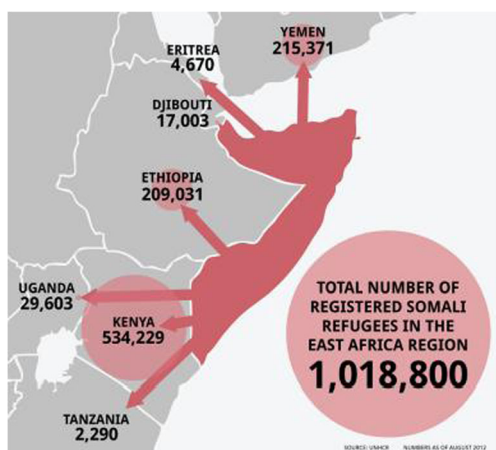 YEMEN
215,371
ERITREA
4,670
DJIBOUTI
17,003
ETHIOPIA
209,031
UGANDA
29,603
KENYA
534,229
TANZANIA
2,290
TOTAL NUMBER OF
REGISTERED SOMALI
REFUGEES IN THE
EAST AFRICA REGION
1,018,800
SOURCE: UNHCR NUMBERS AS OF AUGUST 2012